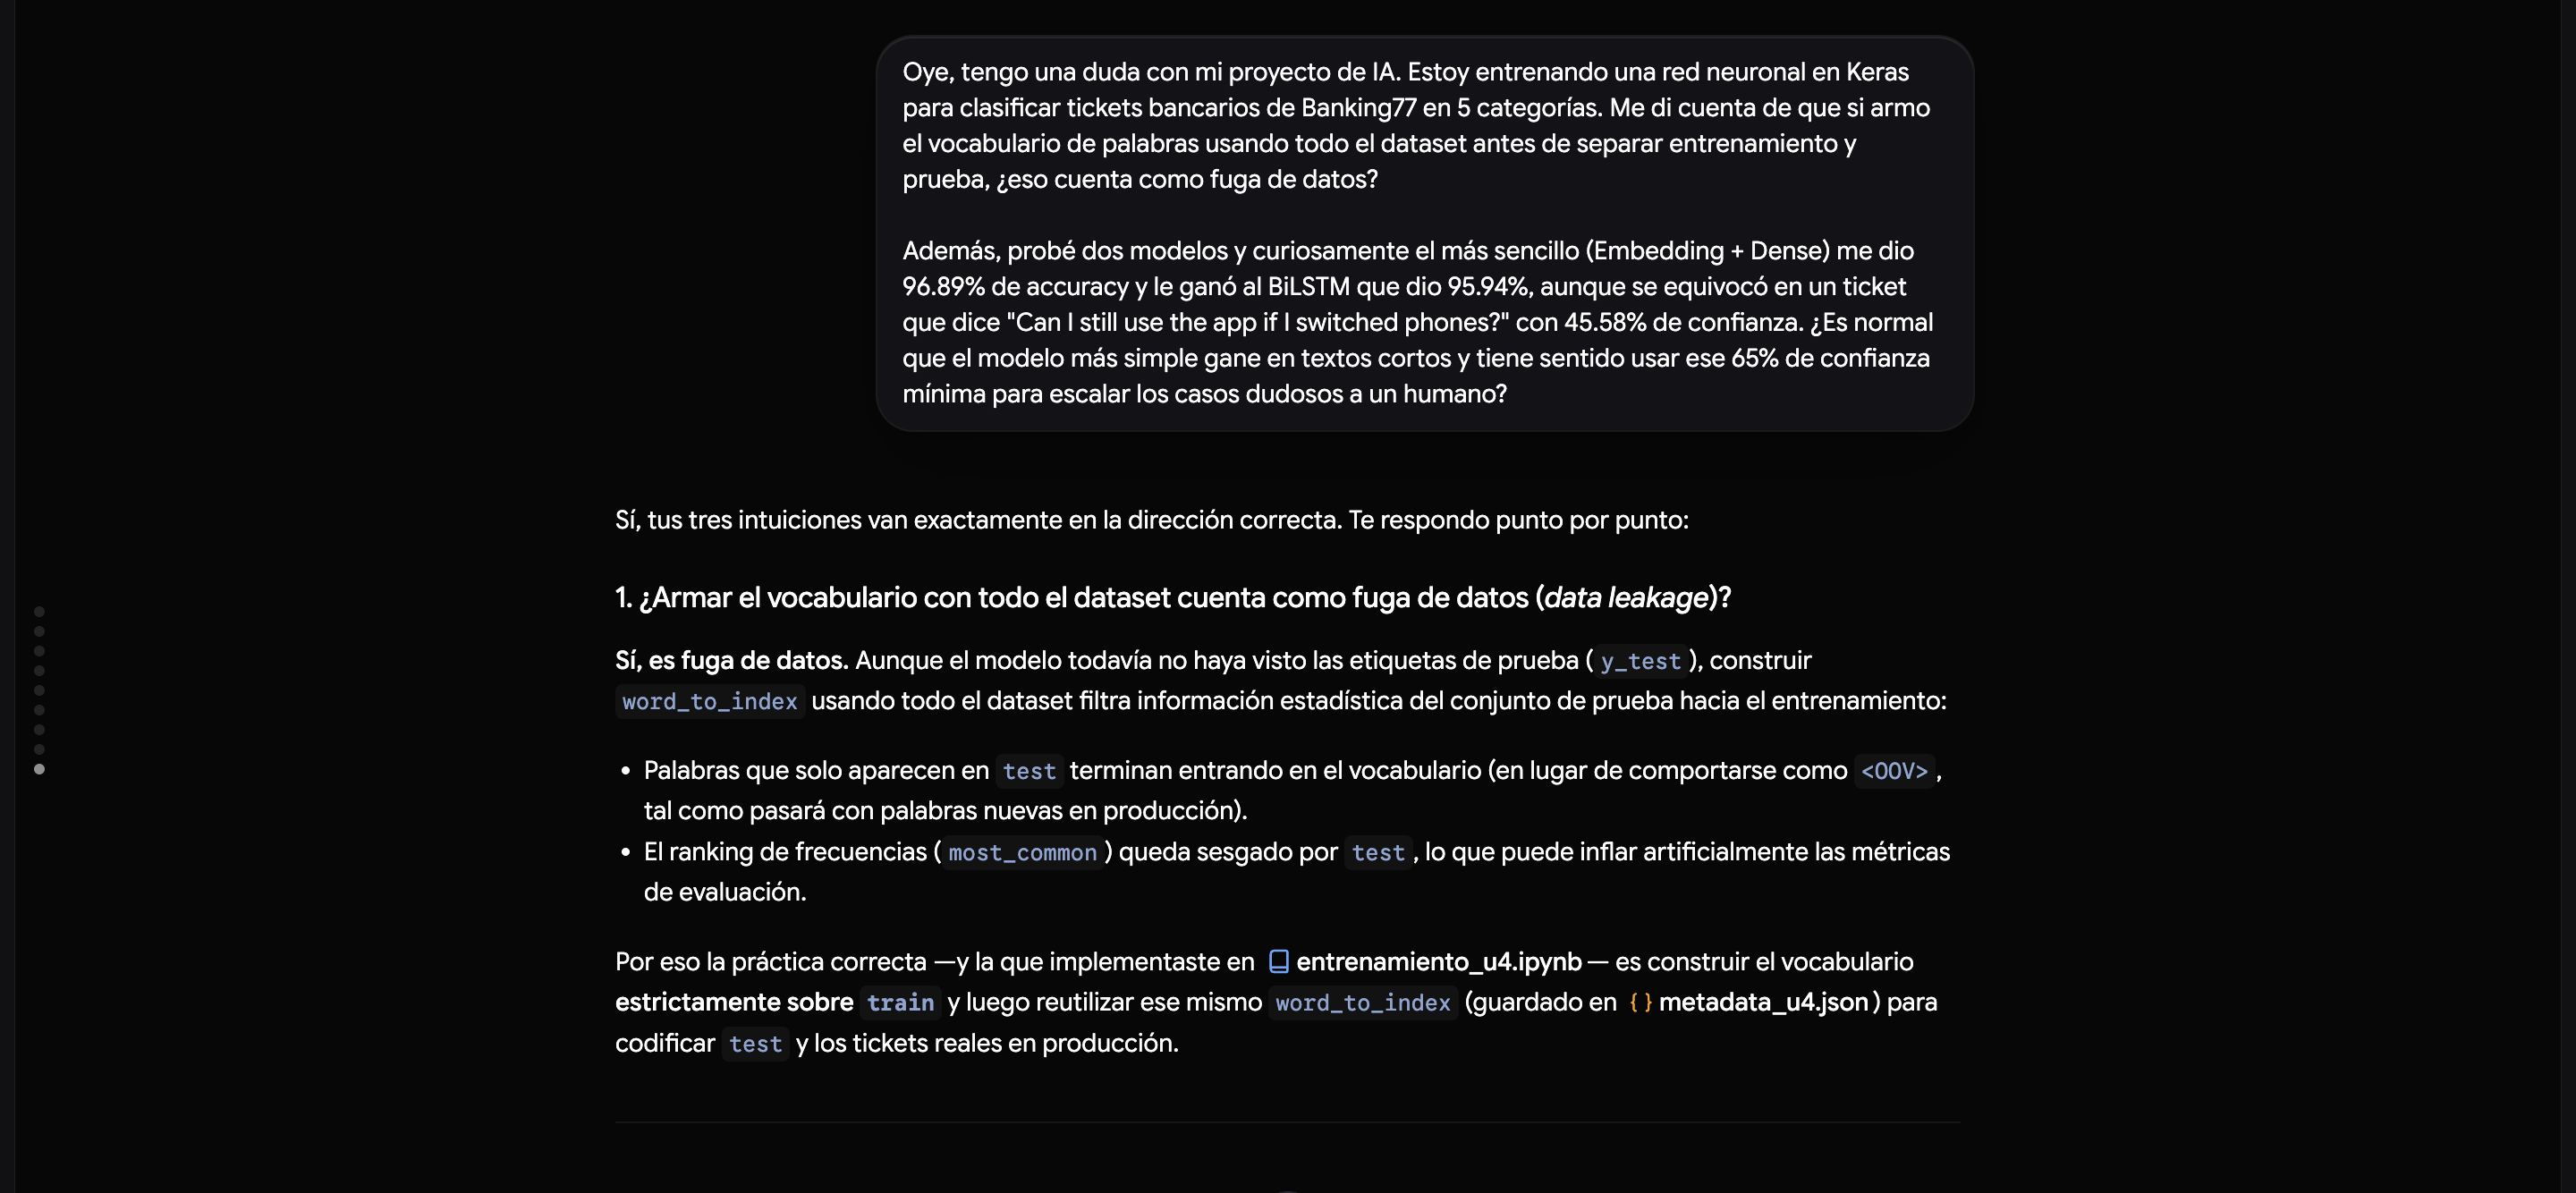 Oye, tengo una duda con mi proyecto de IA. Estoy entrenando una red neuronal en Keras
para clasificar tickets bancarios de Banking77 en 5 categorías. Me di cuenta de que si armo
el vocabulario de palabras usando todo el dataset antes de separar entrenamiento y
prueba, ¿eso cuenta como fuga de datos?
Además, probé dos modelos y curiosamente el más sencillo (Embedding + Dense) me dio
96.89% de accuracy y le ganó al BiLSTM que dio 95.94%, aunque se equivocó en un ticket
que dice "Can I still use the app if I switched phones?" con 45.58% de confianza. ¿Es normal
que el modelo más simple gane en textos cortos y tiene sentido usar ese 65% de confianza
mínima para escalar los casos dudosos a un humano?
Sí, tus tres intuiciones van exactamente en la dirección correcta. Te respondo punto por punto:
1. ¿Armar el vocabulario con todo el dataset cuenta como fuga de datos (data leakage)?
Sí, es fuga de datos. Aunque el modelo todavía no haya visto las etiquetas de prueba (y_test), construir
word_to_index usando todo el dataset filtra información estadística del conjunto de prueba hacia el entrenamiento:
• Palabras que solo aparecen en test terminan entrando en el vocabulario (en lugar de comportarse como <OOV>,
tal como pasará con palabras nuevas en producción).
• El ranking de frecuencias (most_common) queda sesgado por test, lo que puede inflar artificialmente las métricas
de evaluación.
Por eso la práctica correcta —y la que implementaste en entrenamiento_u4.ipynb — es construir el vocabulario
estrictamente sobre train y luego reutilizar ese mismo word_to_index (guardado en {} metadata_u4.json) para
codificar test y los tickets reales en producción.